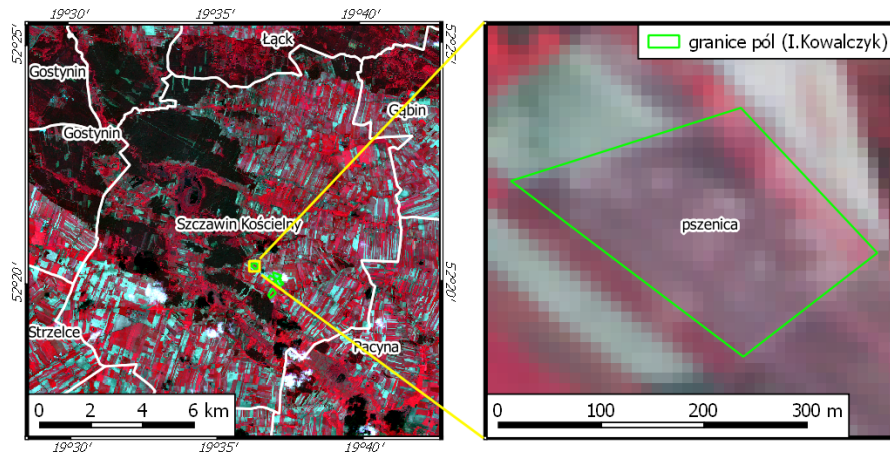 19°30' 19°35' 19°40'
52°25'
52°25'
Łąck
Gostynin
Gąbin
Gostynin
Szczawin Kościelny
52°20'
52°20'
Strzelce
Pacyna
0 2 4 6 km
19°30' 19°35' 19°40'
granice pól (I.Kowalczyk)
pszenica
0 100 200 300 m